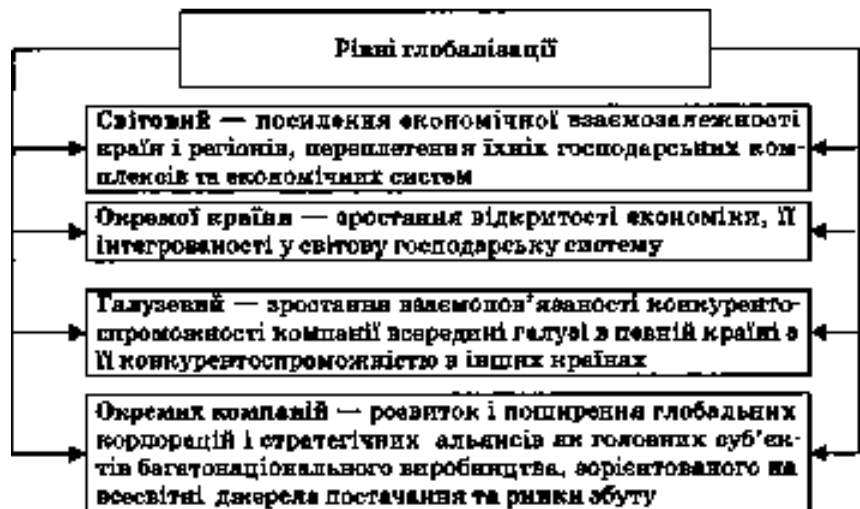 Рівні глобалізації
Світовий — посилення економічної взаємозалежності
країн і регіонів, переплетення їхніх господарських ком-
плексів та економічних систем
Окремої країни — зростання відкритості економіки, її
інтегрованості у світову господарську систему
Галузевий — зростання взаємопов’язаності конкуренто-
спроможності компанії всередині галузі в певній країні з
її конкурентоспроможністю в інших країнах
Окремих компаній — розвиток і поширення глобальних
корпорацій і стратегічних альянсів як головних суб’єк-
тів багатонаціонального виробництва, зорієнтованого на
всесвітні джерела постачання та ринки збуту